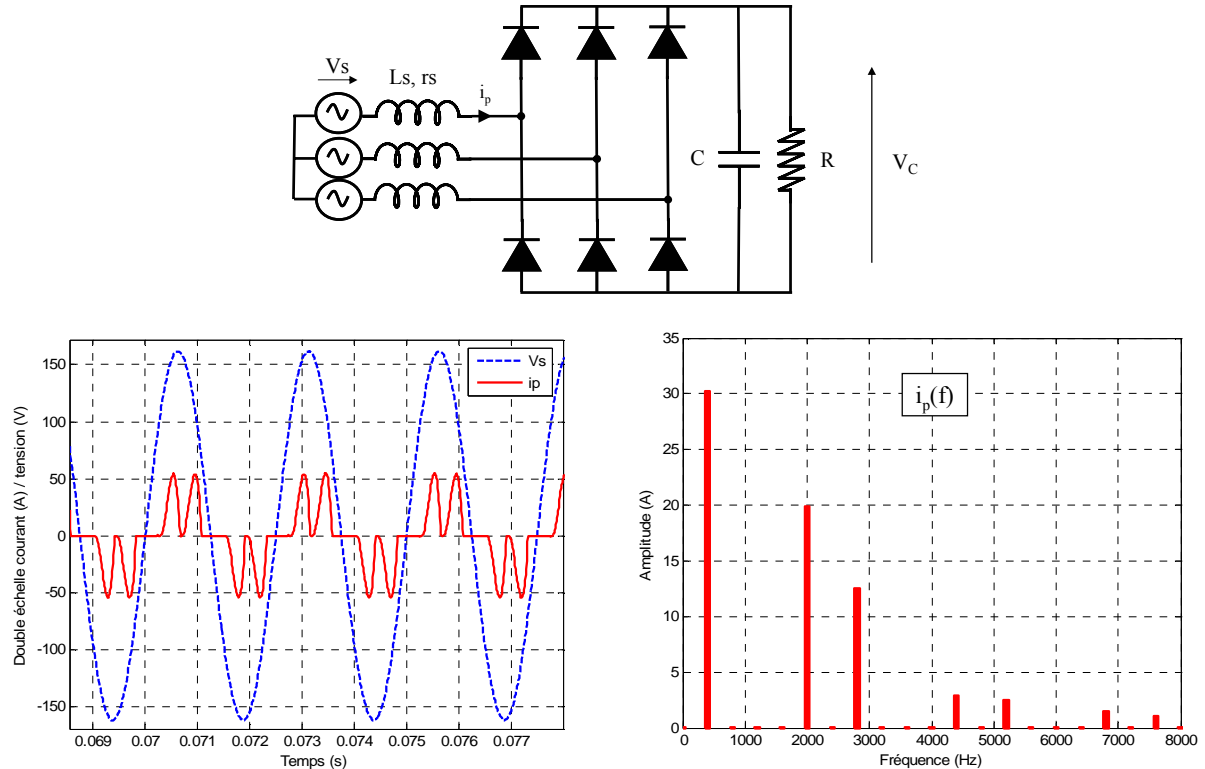 Vs
Ls, rs
ip
C
R
VC
Vs
ip
150
100
50
0
-50
-100
-150
0.069
0.07
0.071
0.072
0.073
0.074
0.075
0.076
0.077
Temps (s)
Double échelle courant (A) / tension (V)
ip(f)
35
30
25
20
15
10
5
0
0
1000
2000
3000
4000
5000
6000
7000
8000
Fréquence (Hz)
Amplitude (A)